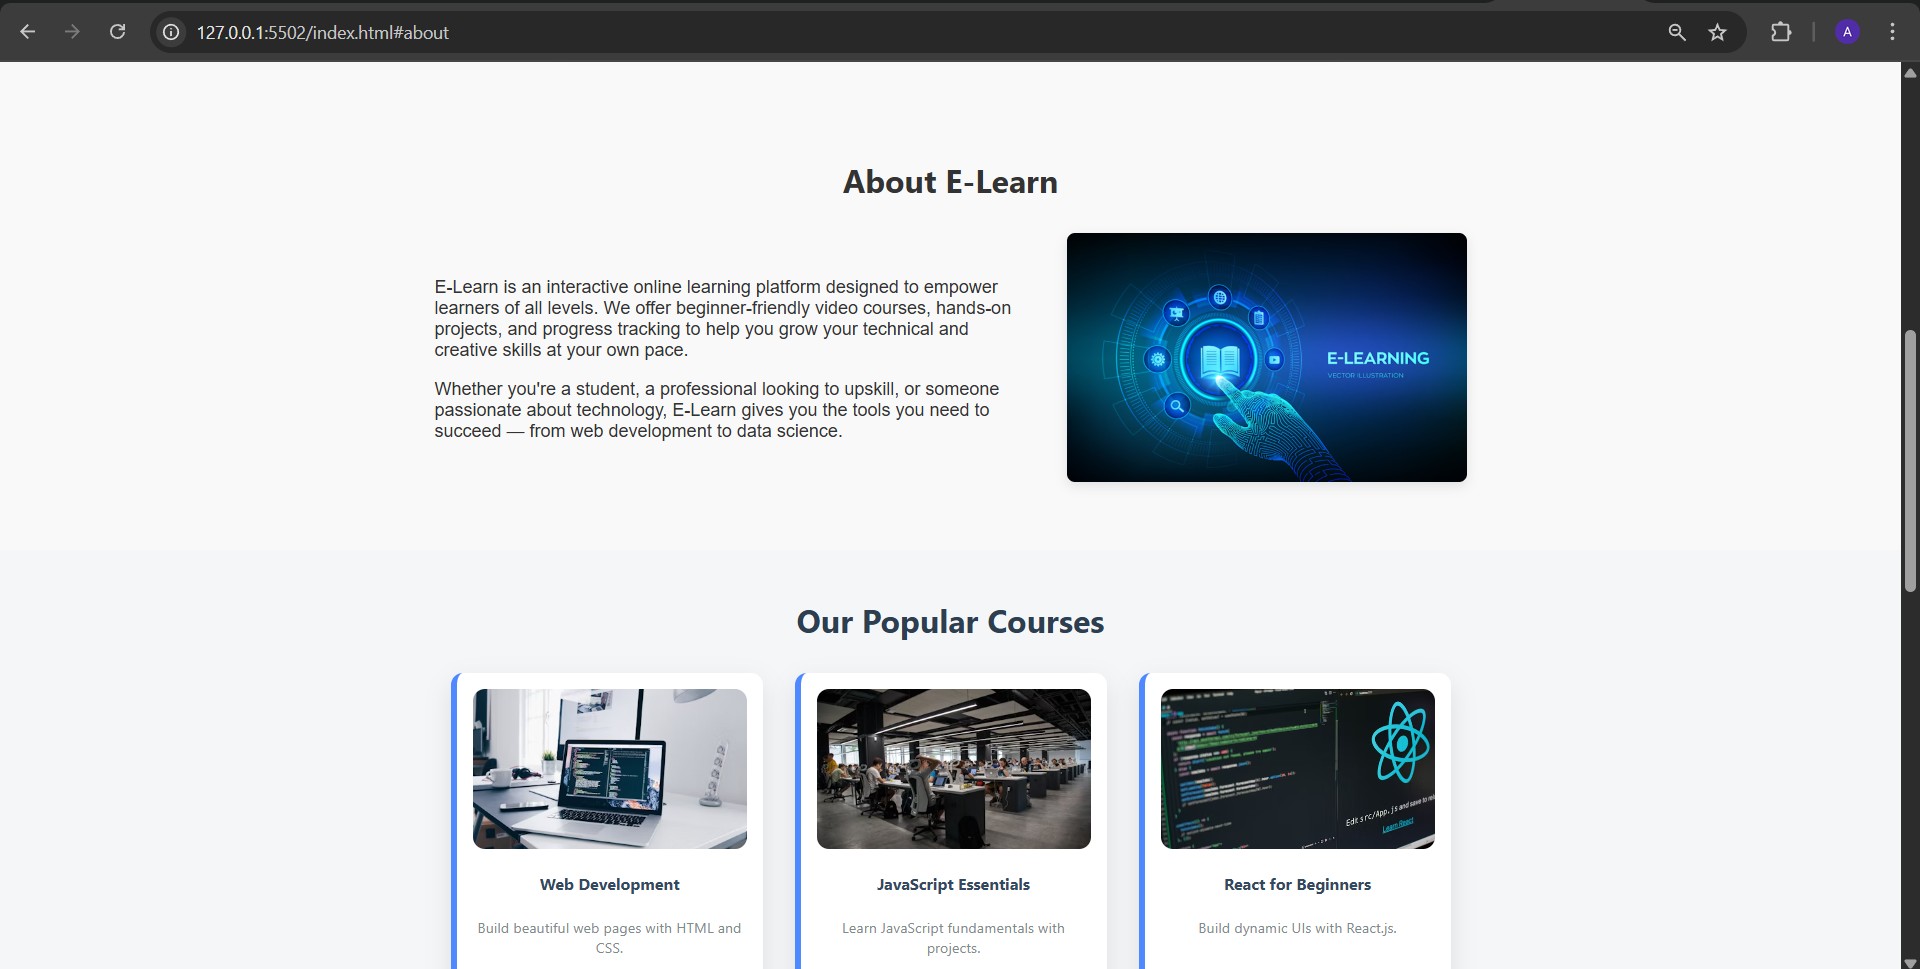 127.0.0.1:5502/index.html#about
A
About E-Learn
E-Learn is an interactive online learning platform designed to empower
learners of all levels. We offer beginner-friendly video courses, hands-on
projects, and progress tracking to help you grow your technical and
creative skills at your own pace.
Whether you're a student, a professional looking to upskill, or someone
passionate about technology, E-Learn gives you the tools you need to
succeed — from web development to data science.
E-LEARNING
VECTOR ILLUSTRATION
Our Popular Courses
Edit src/App.js and save to
Learn React
Web Development
JavaScript Essentials
React for Beginners
Build beautiful web pages with HTML and
CSS.
Learn JavaScript fundamentals with
projects.
Build dynamic UIs with React.js.